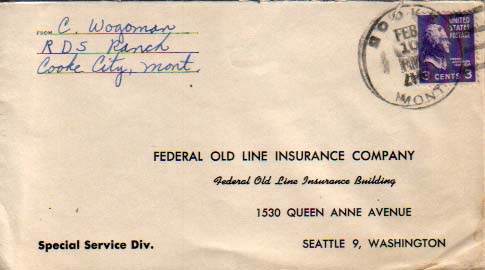 FROM C. Wogoman
RDS Ranch
Cooke City, Mont.
FEB
10
MONT
UNITED
STATES
POSTAGE
3 CENTS 3
FEDERAL OLD LINE INSURANCE COMPANY
Federal Old Line Insurance Building
1530 QUEEN ANNE AVENUE
Special Service Div.
SEATTLE 9, WASHINGTON